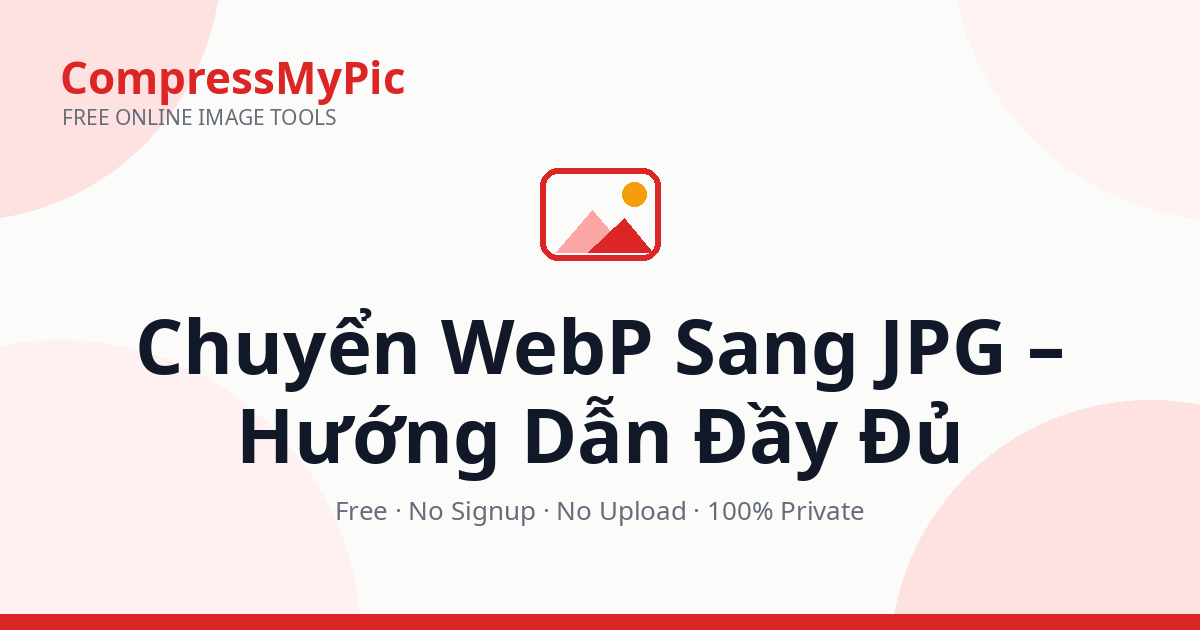 CompressMyPic
FREE ONLINE IMAGE TOOLS
Chuyển WebP Sang JPG –
Hướng Dẫn Đầy Đủ
Free · No Signup · No Upload · 100% Private